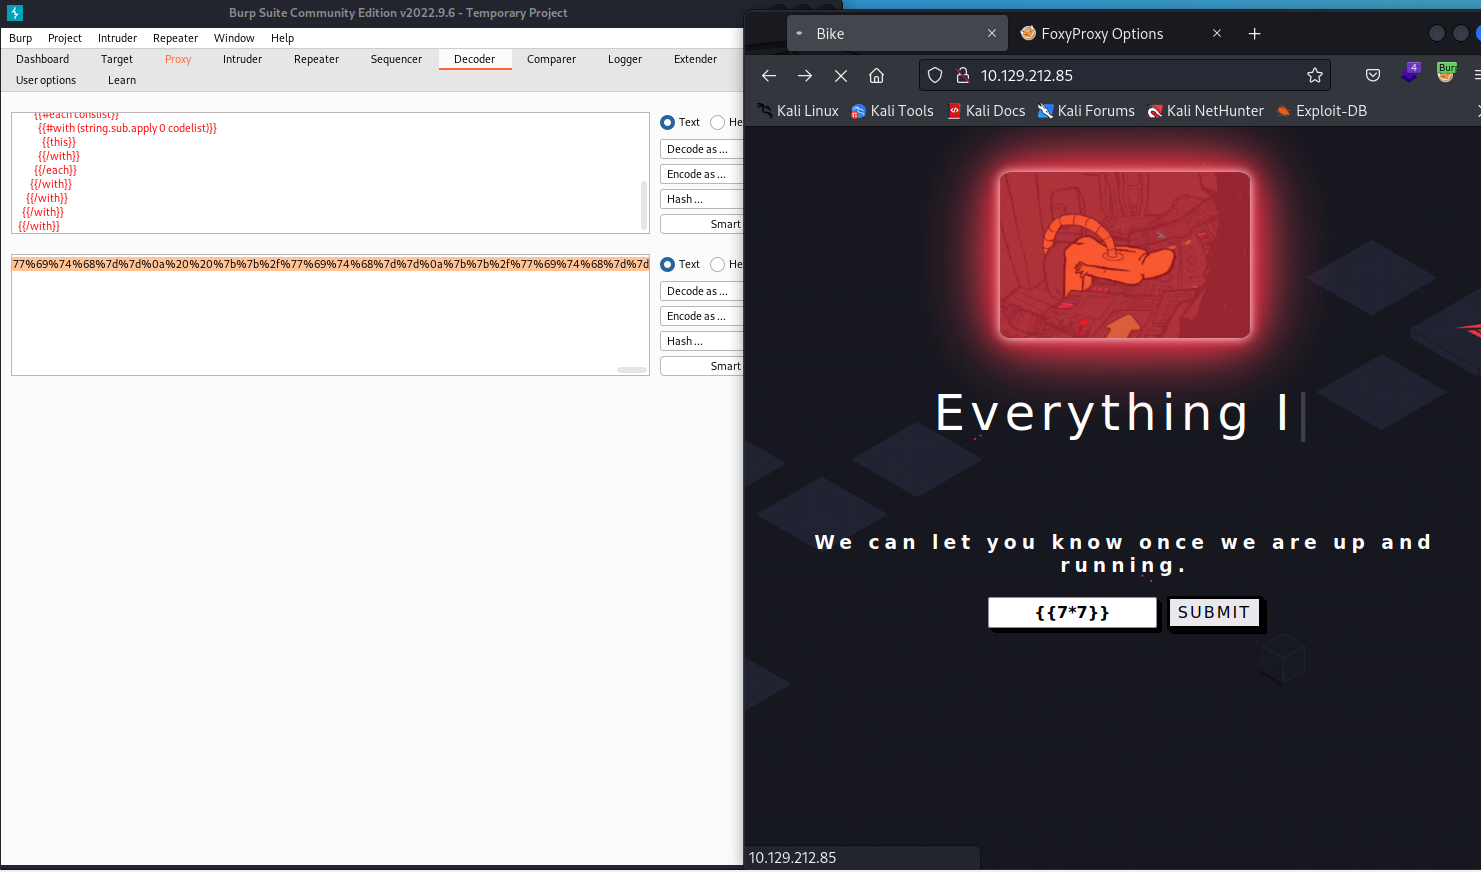 Burp Suite Community Edition v2022.9.6 - Temporary Project
Burp Project Intruder Repeater Window Help
Dashboard Target Proxy Intruder Repeater Sequencer Decoder Comparer Logger Extender
User options Learn
{{#each conslist}}
{{#with (string.sub.apply 0 codelist)}}
{{this}}
{{/with}}
{{/each}}
{{/with}}
{{/with}}
{{/with}}
{{/with}}
Text He
Decode as ...
Encode as ...
Hash ...
Smart
77%69%74%68%7d%7d%0a%20%20%7b%7b%2f%77%69%74%68%7d%7d%0a%7b%7b%2f%77%69%74%68%7d%7d
Text He
Decode as ...
Encode as ...
Hash ...
Smart
Bike
FoxyProxy Options
10.129.212.85
4
Burp
Kali Linux Kali Tools Kali Docs Kali Forums Kali NetHunter Exploit-DB
Everything I
We can let you know once we are up and
running.
{{7*7}} SUBMIT
10.129.212.85